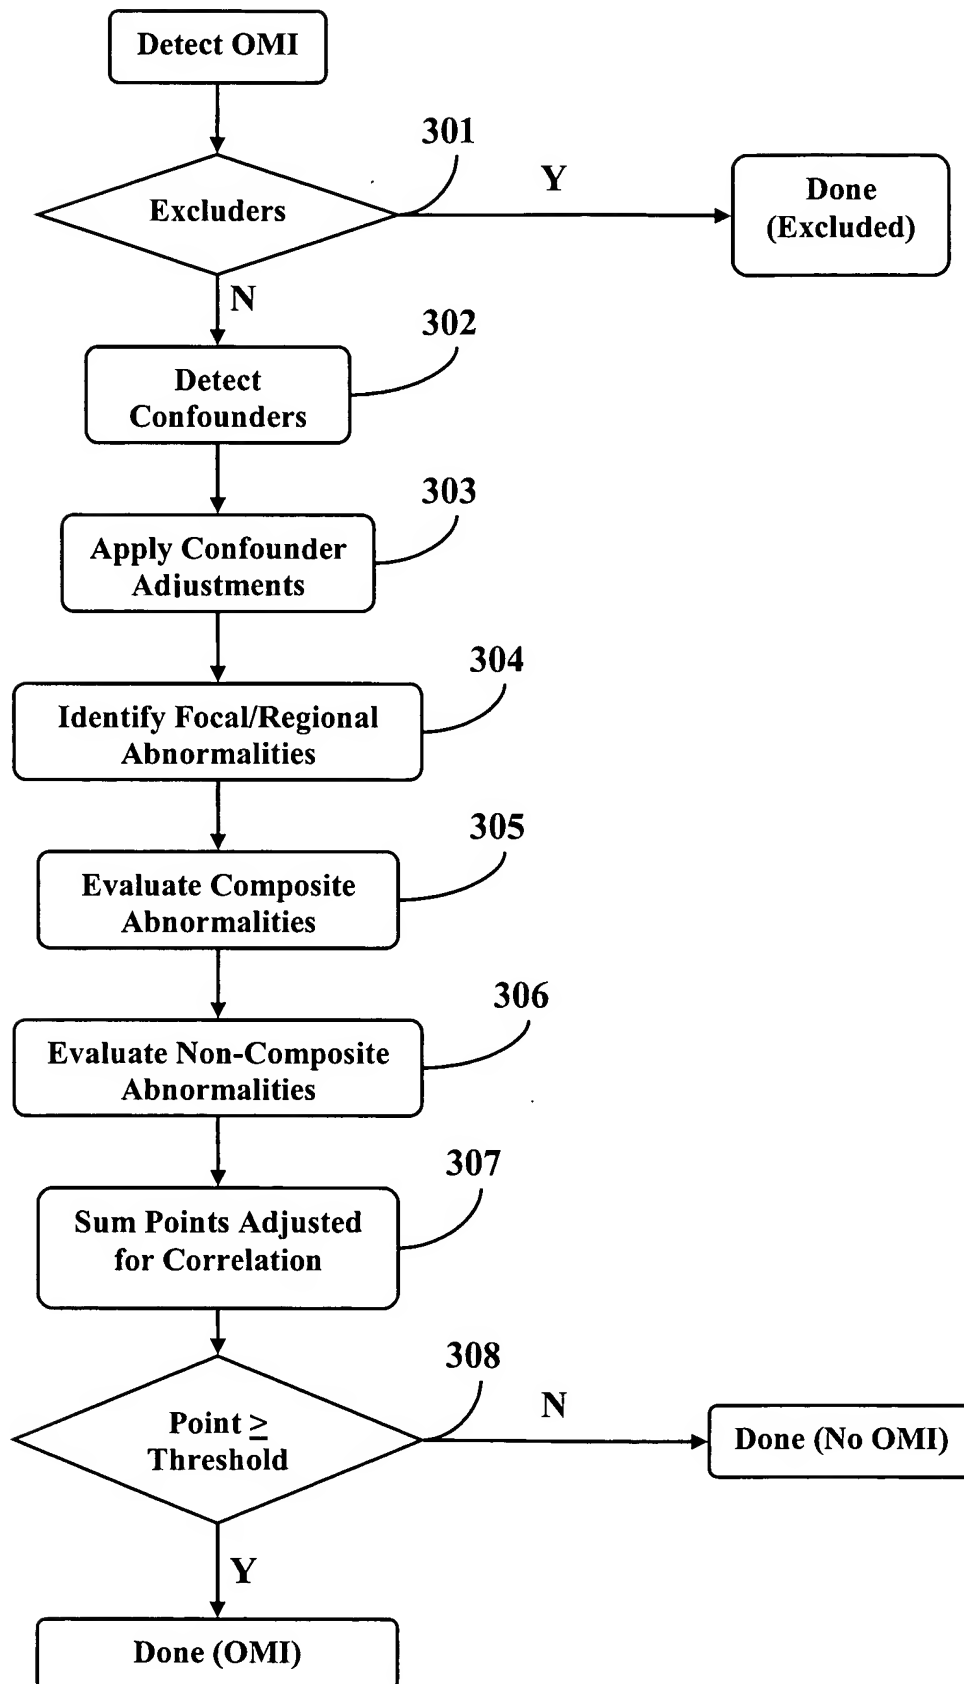 Detect OMI
301
Excluders
Y
Done
(Excluded)
N
302
Detect
Confounders
303
Apply Confounder
Adjustments
304
Identify Focal/Regional
Abnormalities
305
Evaluate Composite
Abnormalities
306
Evaluate Non-Composite
Abnormalities
307
Sum Points Adjusted
for Correlation
308
Point ≥
Threshold
N
Done (No OMI)
Y
Done (OMI)